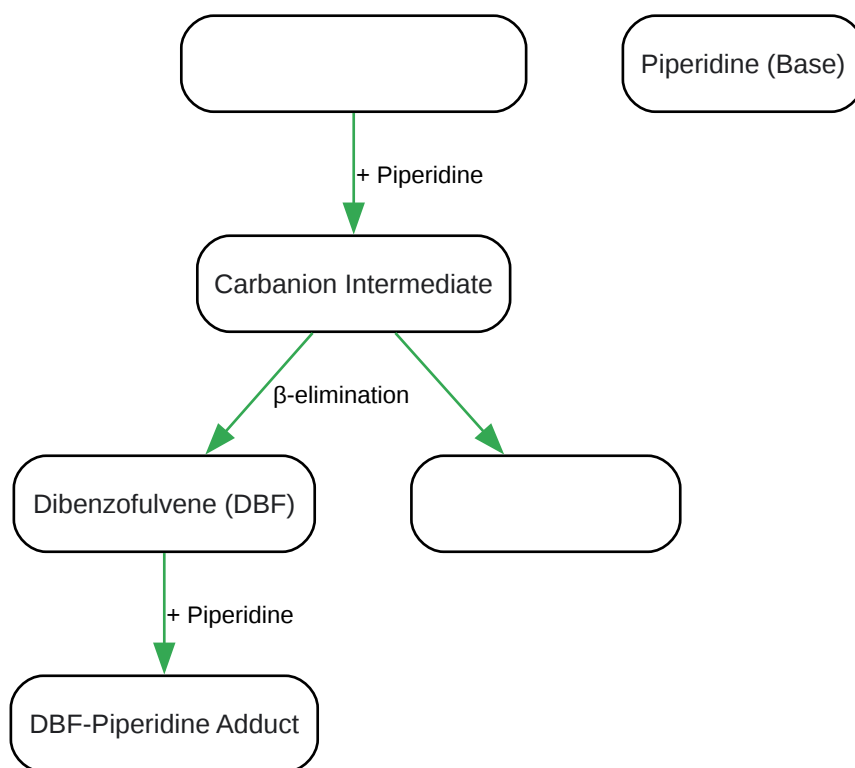 Piperidine (Base)
+ Piperidine
Carbanion Intermediate
β-elimination
Dibenzofulvene (DBF)
+ Piperidine
DBF-Piperidine Adduct